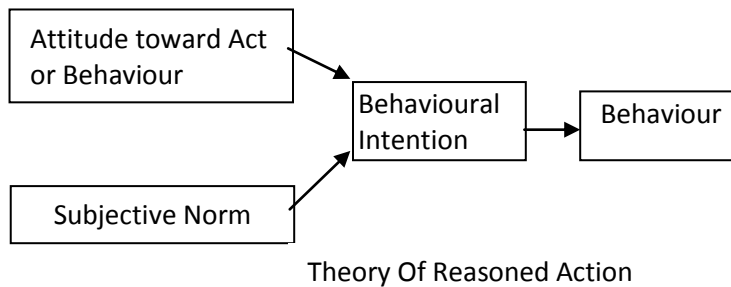 Attitude toward Act
or Behaviour
Behavioural
Intention
Behaviour
Subjective Norm
Theory Of Reasoned Action